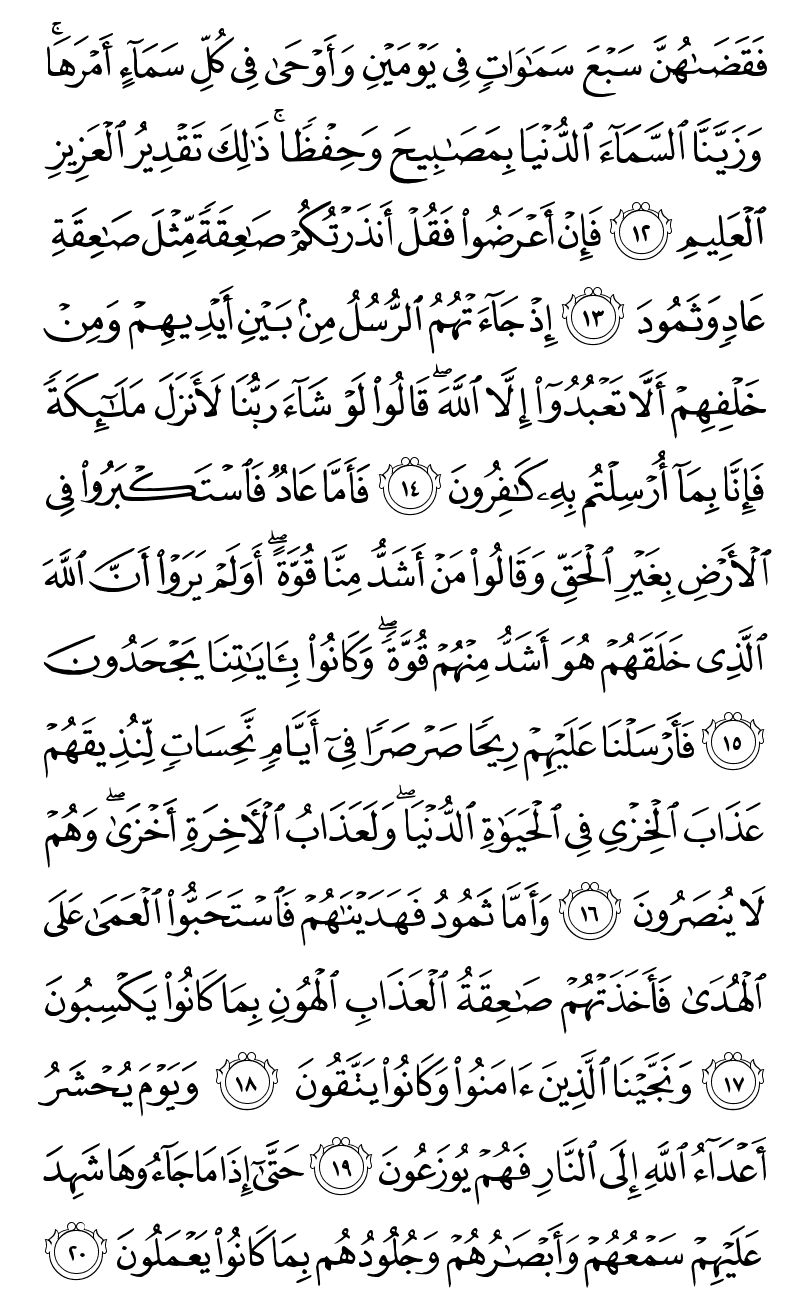 فَقَضَىٰهُنَّ سَبْعَ سَمَٰوَاتٍ فِى يَوْمَيْنِ وَأَوْحَىٰ فِى كُلِّ سَمَآءٍ أَمْرَهَا ۚ
وَزَيَّنَّا ٱلسَّمَآءَ ٱلدُّنْيَا بِمَصَٰبِيحَ وَحِفْظًا ۚ ذَٰلِكَ تَقْدِيرُ ٱلْعَزِيزِ
ٱلْعَلِيمِ ١٢ فَإِنْ أَعْرَضُوا۟ فَقُلْ أَنذَرْتُكُمْ صَٰعِقَةً مِّثْلَ صَٰعِقَةِ
عَادٍ وَثَمُودَ ١٣ إِذْ جَآءَتْهُمُ ٱلرُّسُلُ مِنۢ بَيْنِ أَيْدِيهِمْ وَمِنْ
خَلْفِهِمْ أَلَّا تَعْبُدُوٓا۟ إِلَّا ٱللَّهَ ۖ قَالُوا۟ لَوْ شَآءَ رَبُّنَا لَأَنزَلَ مَلَٰٓئِكَةً
فَإِنَّا بِمَآ أُرْسِلْتُم بِهِۦ كَٰفِرُونَ ١٤ فَأَمَّا عَادٌ فَٱسْتَكْبَرُوا۟ فِى
ٱلْأَرْضِ بِغَيْرِ ٱلْحَقِّ وَقَالُوا۟ مَنْ أَشَدُّ مِنَّا قُوَّةً ۖ أَوَلَمْ يَرَوْا۟ أَنَّ ٱللَّهَ
ٱلَّذِى خَلَقَهُمْ هُوَ أَشَدُّ مِنْهُمْ قُوَّةً ۖ وَكَانُوا۟ بِـَٔايَٰتِنَا يَجْحَدُونَ
١٥ فَأَرْسَلْنَا عَلَيْهِمْ رِيحًا صَرْصَرًا فِىٓ أَيَّامٍ نَّحِسَاتٍ لِّنُذِيقَهُمْ
عَذَابَ ٱلْخِزْىِ فِى ٱلْحَيَوٰةِ ٱلدُّنْيَا ۖ وَلَعَذَابُ ٱلْءَاخِرَةِ أَخْزَىٰ ۖ وَهُمْ
لَا يُنصَرُونَ ١٦ وَأَمَّا ثَمُودُ فَهَدَيْنَٰهُمْ فَٱسْتَحَبُّوا۟ ٱلْعَمَىٰ عَلَى
ٱلْهُدَىٰ فَأَخَذَتْهُمْ صَٰعِقَةُ ٱلْعَذَابِ ٱلْهُونِ بِمَا كَانُوا۟ يَكْسِبُونَ
١٧ وَنَجَّيْنَا ٱلَّذِينَ ءَامَنُوا۟ وَكَانُوا۟ يَتَّقُونَ ١٨ وَيَوْمَ يُحْشَرُ
أَعْدَآءُ ٱللَّهِ إِلَى ٱلنَّارِ فَهُمْ يُوزَعُونَ ١٩ حَتَّىٰٓ إِذَا مَا جَآءُوهَا شَهِدَ
عَلَيْهِمْ سَمْعُهُمْ وَأَبْصَٰرُهُمْ وَجُلُودُهُم بِمَا كَانُوا۟ يَعْمَلُونَ ٢٠